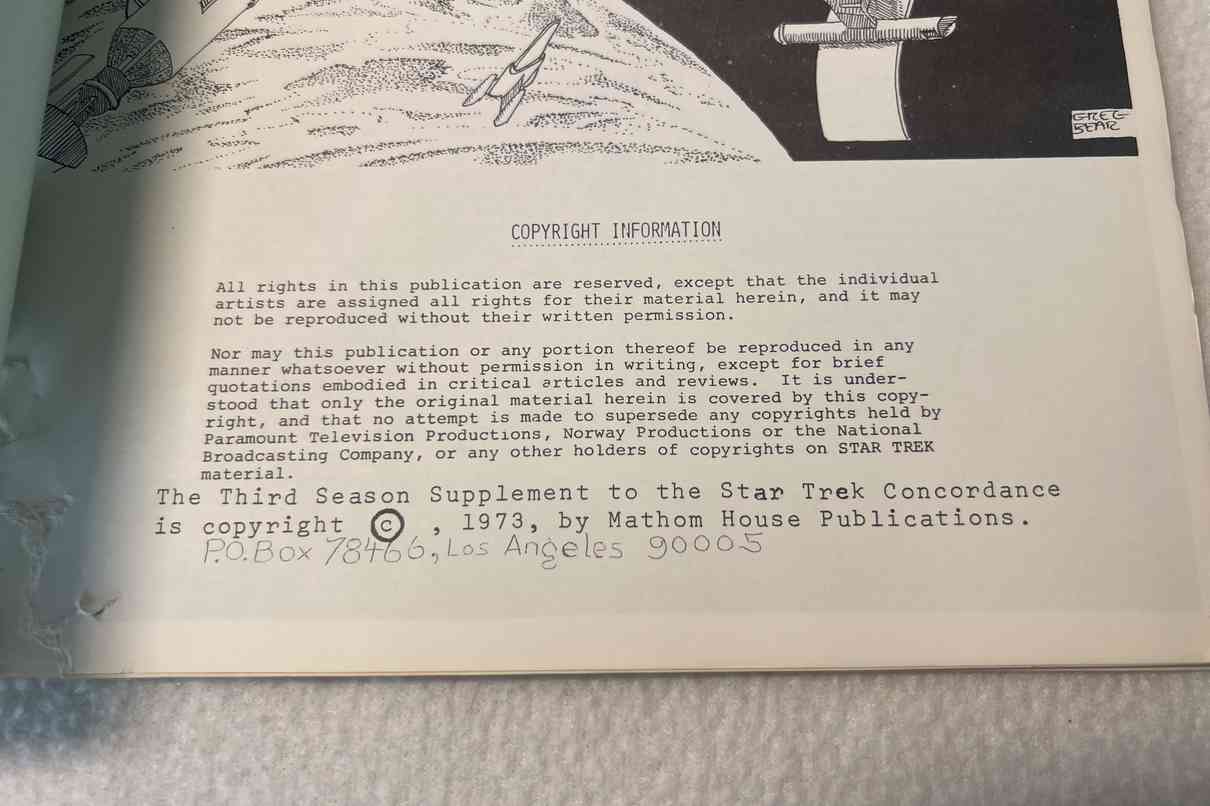 GREG
BEAR
COPYRIGHT INFORMATION
All rights in this publication are reserved, except that the individual
artists are assigned all rights for their material herein, and it may
not be reproduced without their written permission.
Nor may this publication or any portion thereof be reproduced in any
manner whatsoever without permission in writing, except for brief
quotations embodied in critical articles and reviews. It is under-
stood that only the original material herein is covered by this copy-
right, and that no attempt is made to supersede any copyrights held by
Paramount Television Productions, Norway Productions or the National
Broadcasting Company, or any other holders of copyrights on STAR TREK
material.
The Third Season Supplement to the Star Trek Concordance
is copyright © , 1973, by Mathom House Publications.
P.O. Box 78466, Los Angeles 90005